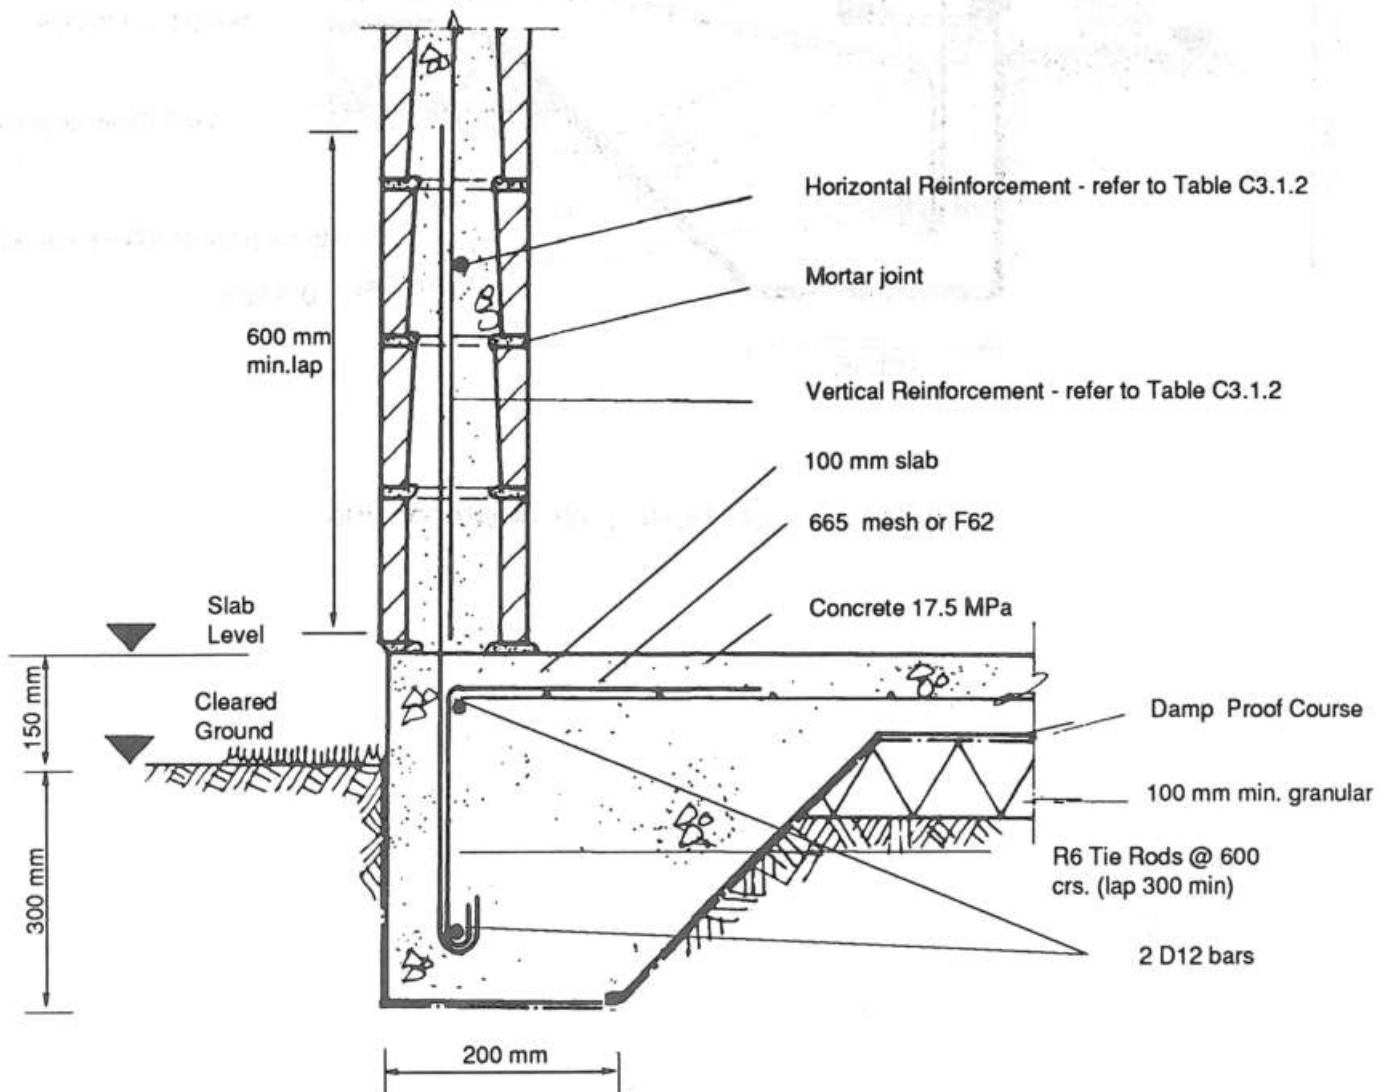 Horizontal Reinforcement - refer to Table C3.1.2
Mortar joint
600 mm
min.lap
Vertical Reinforcement - refer to Table C3.1.2
100 mm slab
665 mesh or F62
Concrete 17.5 MPa
Slab
Level
150 mm
Cleared
Ground
Damp Proof Course
100 mm min. granular
R6 Tie Rods @ 600
crs. (lap 300 min)
300 mm
2 D12 bars
200 mm